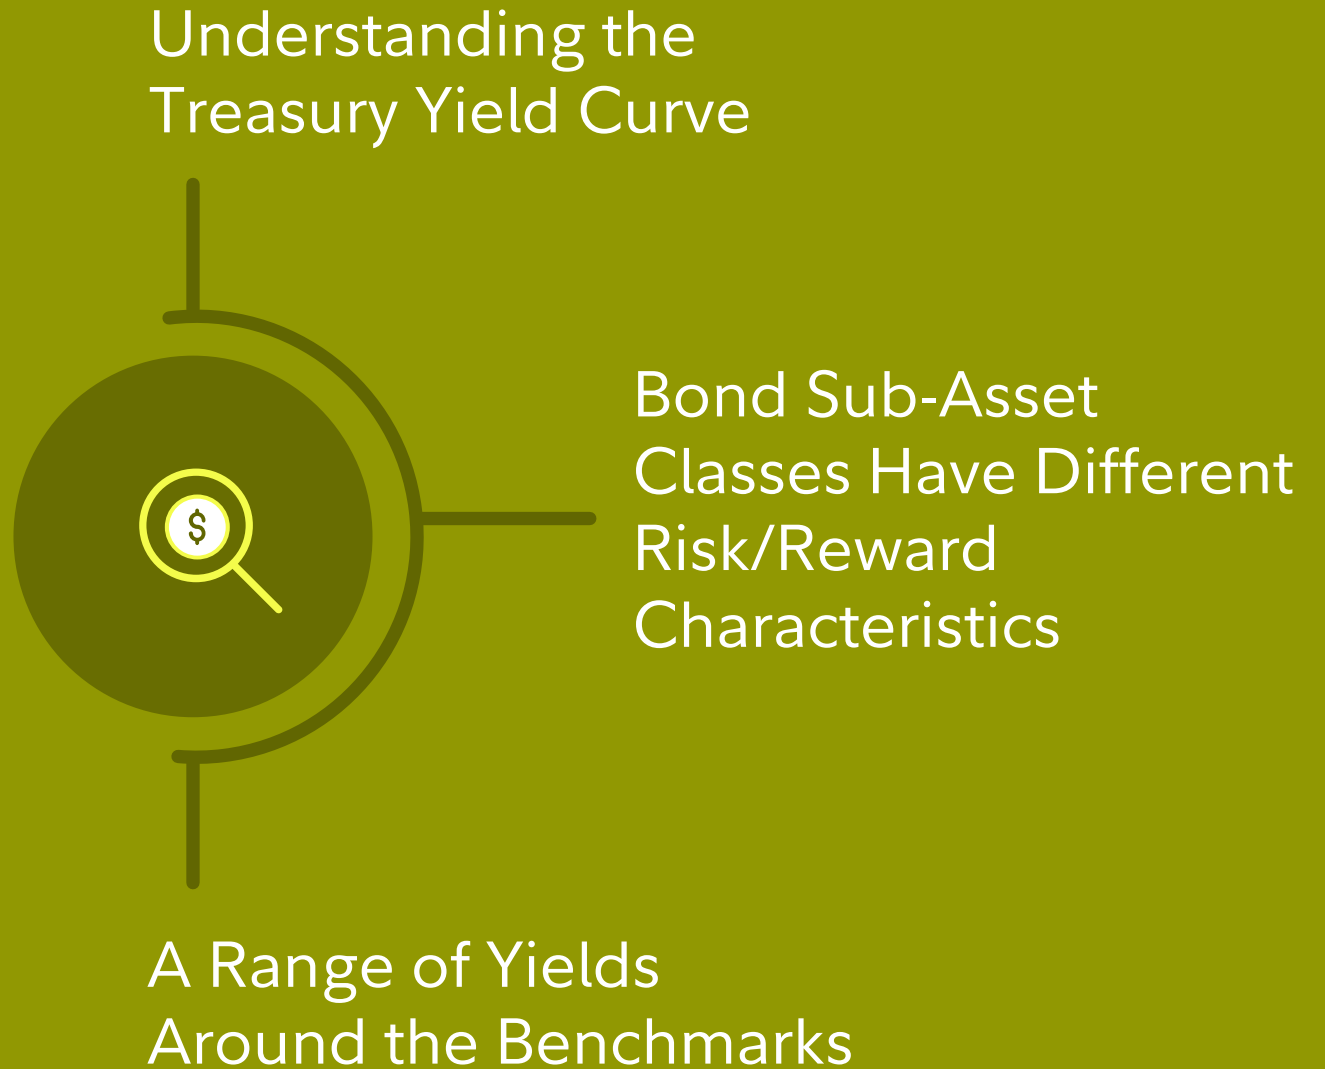 Understanding the
Treasury Yield Curve
Bond Sub-Asset
Classes Have Different
Risk/Reward
Characteristics
$
A Range of Yields
Around the Benchmarks